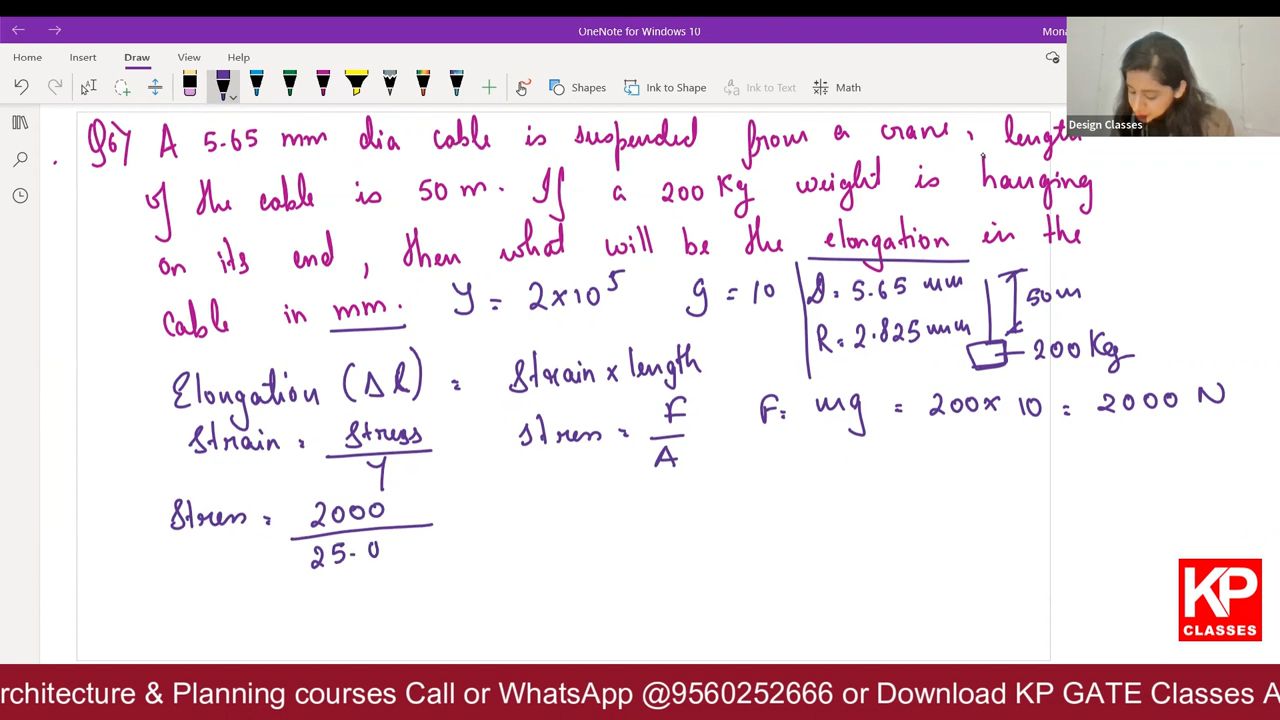 OneNote for Windows 10
Mona
Home Insert Draw View Help
Shapes Ink to Shape Ink to Text Math
Design Classes
Q6y A 5.65 mm dia cable is suspended from a crane, length
of the cable is 50 m. If a 200 Kg weight is hanging
on its end, then what will be the elongation in the
cable in mm. Y = 2×10⁵ g = 10
D = 5.65 mm
R = 2.825 mm
50m
200 Kg
Elongation (Δl) = Strain × length
Strain = Stress / Y
Stress = F / A
F = mg = 200 × 10 = 2000 N
Stress = 2000 / 25.0
KP
CLASSES
rchitecture & Planning courses Call or WhatsApp @9560252666 or Download KP GATE Classes A